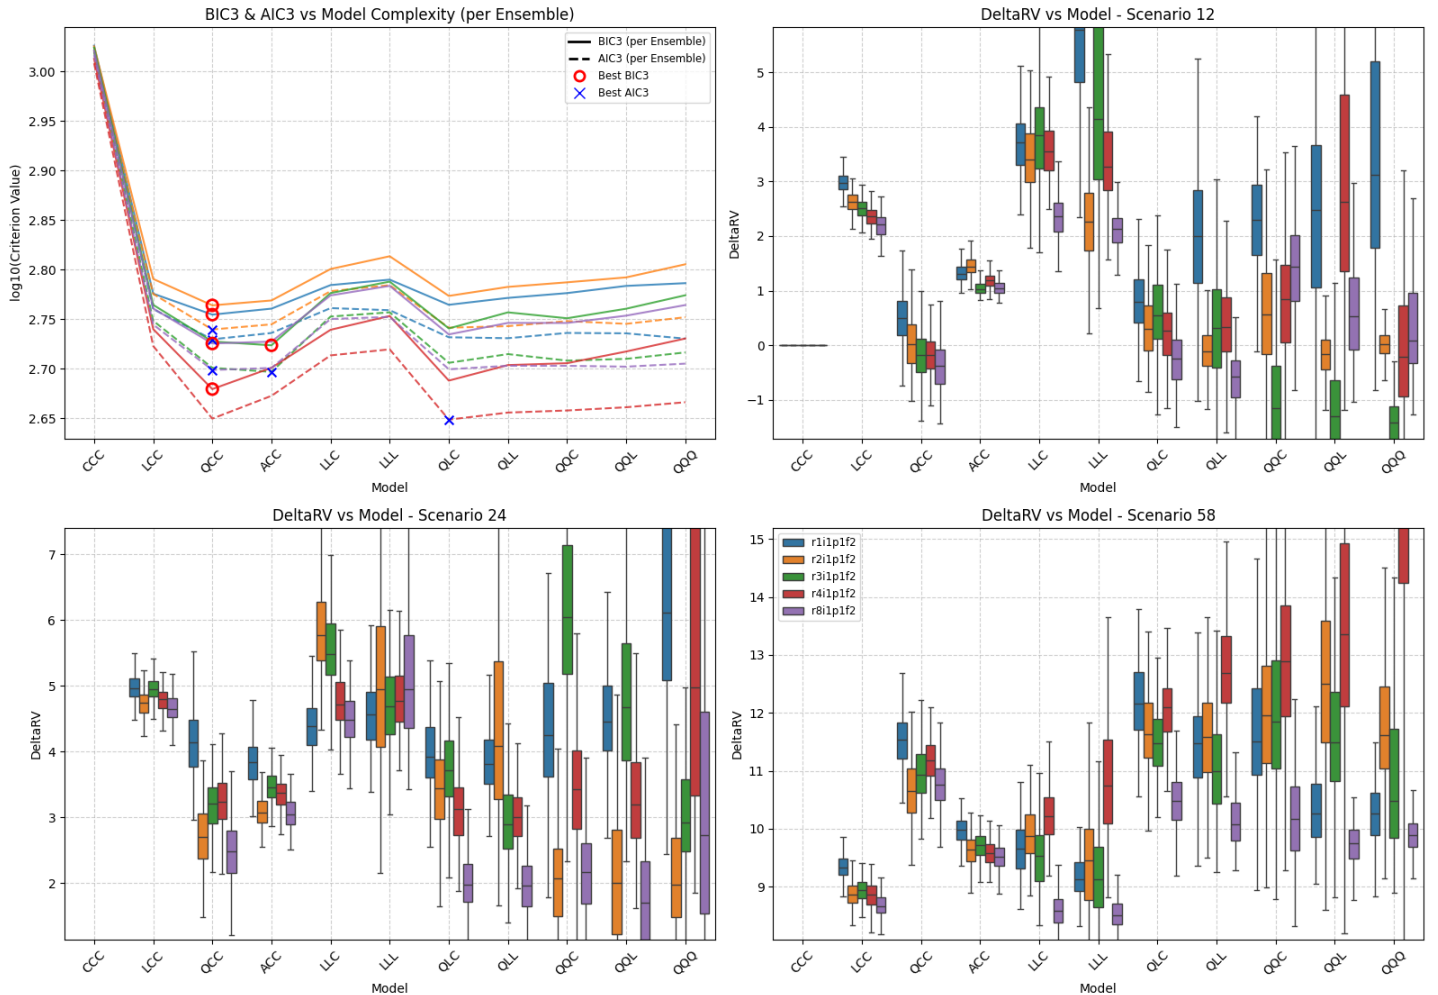 BIC3 & AIC3 vs Model Complexity (per Ensemble)
log10(Criterion Value)
3.00
2.95
2.90
2.85
2.80
2.75
2.70
2.65
BIC3 (per Ensemble)
AIC3 (per Ensemble)
Best BIC3
Best AIC3
CCC LCC QCC ACC LLC LLL QLC QLL QQC QQL QQQ
Model
DeltaRV vs Model - Scenario 12
DeltaRV
5
4
3
2
1
0
−1
CCC LCC QCC ACC LLC LLL QLC QLL QQC QQL QQQ
Model
DeltaRV vs Model - Scenario 24
DeltaRV
7
6
5
4
3
2
CCC LCC QCC ACC LLC LLL QLC QLL QQC QQL QQQ
Model
DeltaRV vs Model - Scenario 58
DeltaRV
15
14
13
12
11
10
9
r1i1p1f2
r2i1p1f2
r3i1p1f2
r4i1p1f2
r8i1p1f2
CCC LCC QCC ACC LLC LLL QLC QLL QQC QQL QQQ
Model